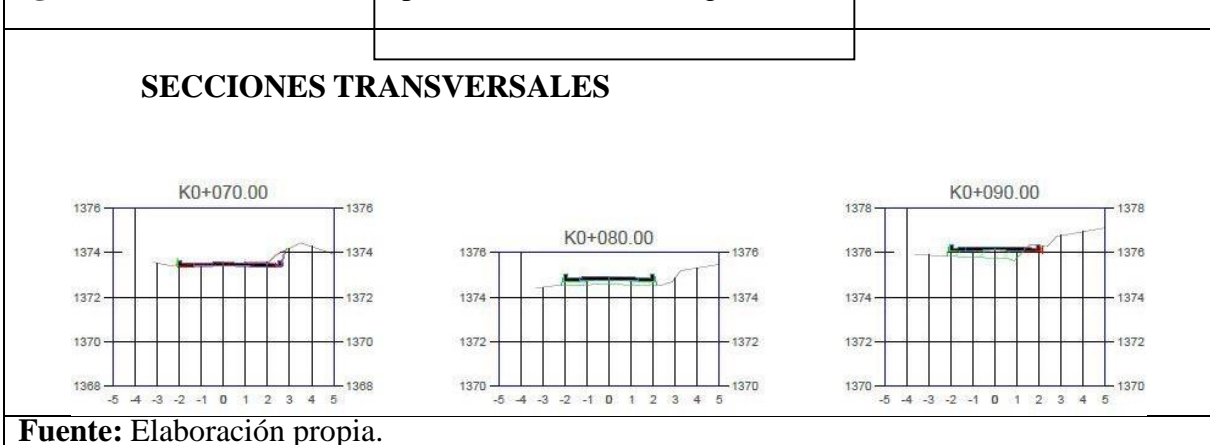 SECCIONES TRANSVERSALES
K0+070.00
1376 1376
1374 1374
1372 1372
1370 1370
1368 1368
-5 -4 -3 -2 -1 0 1 2 3 4 5
K0+080.00
1376 1376
1374 1374
1372 1372
1370 1370
-5 -4 -3 -2 -1 0 1 2 3 4 5
K0+090.00
1378 1378
1376 1376
1374 1374
1372 1372
1370 1370
-5 -4 -3 -2 -1 0 1 2 3 4 5
Fuente: Elaboración propia.